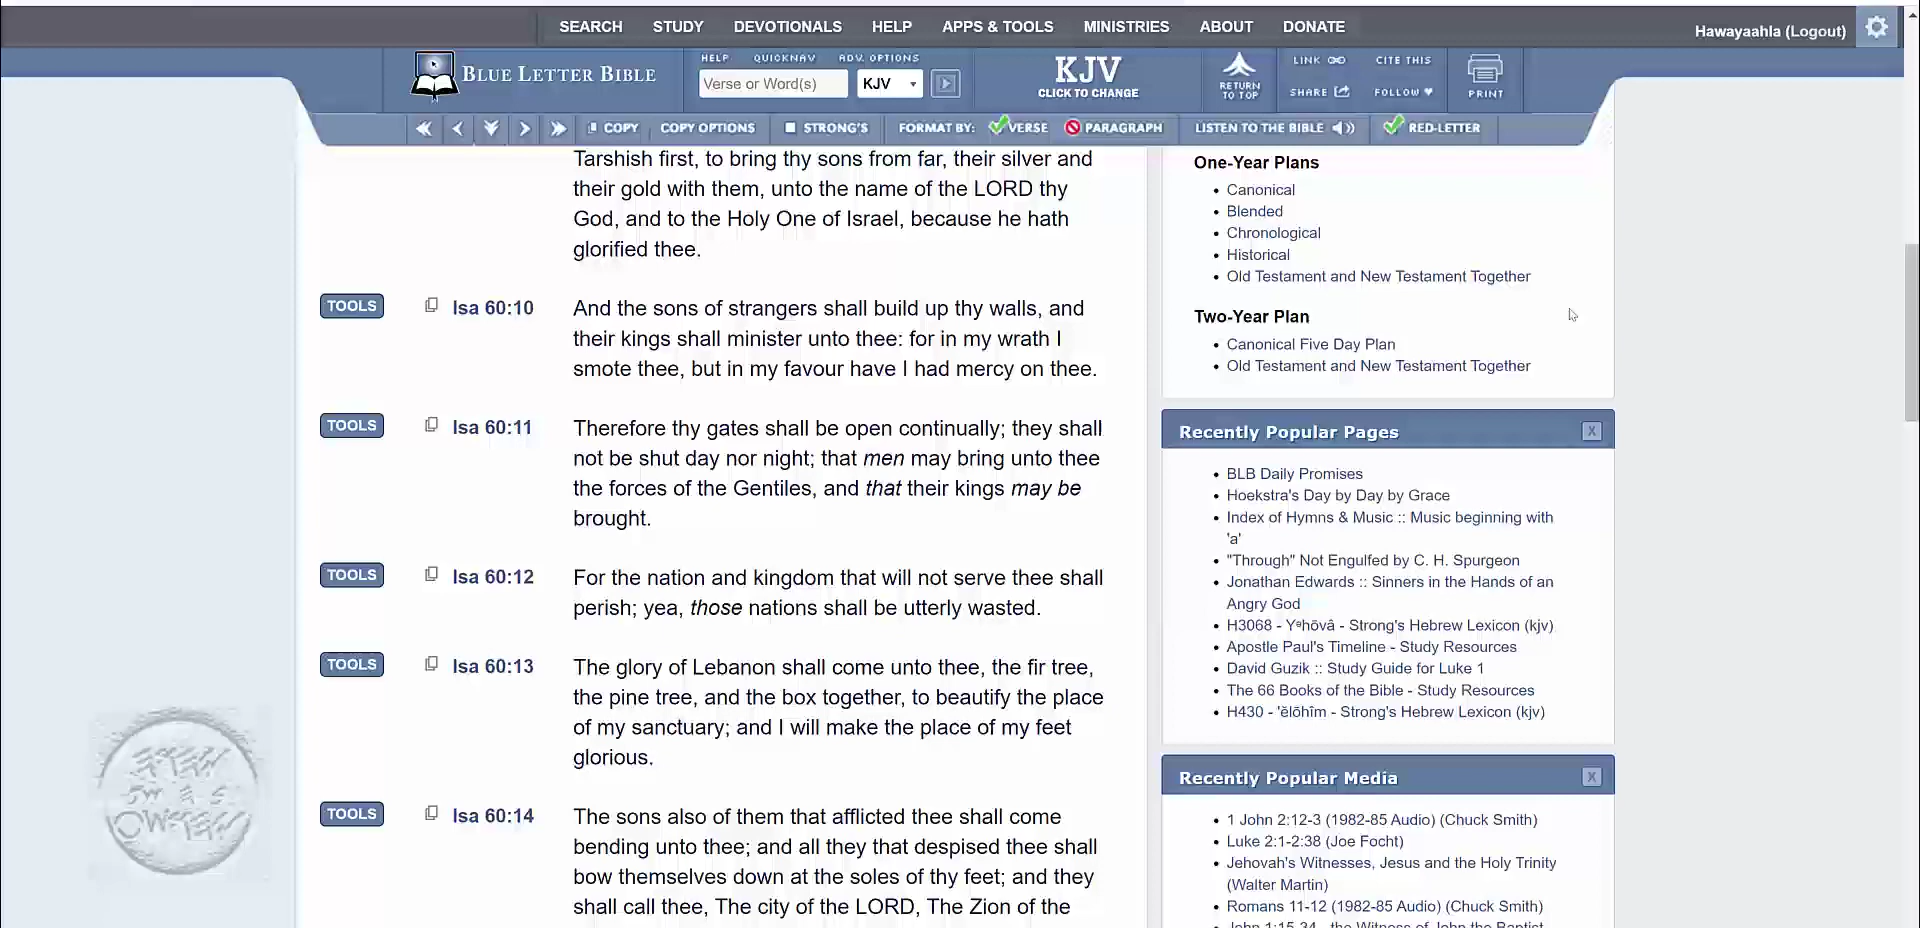 SEARCH STUDY DEVOTIONALS HELP APPS & TOOLS MINISTRIES ABOUT DONATE
Hawayaahla (Logout)
BLUE LETTER BIBLE
HELP QUICKNAV ADV. OPTIONS
Verse or Word(s)
KJV
KJV
CLICK TO CHANGE
RETURN
TO TOP
LINK
CITE THIS
SHARE
FOLLOW
PRINT
COPY COPY OPTIONS STRONG'S FORMAT BY: VERSE PARAGRAPH LISTEN TO THE BIBLE RED-LETTER
Tarshish first, to bring thy sons from far, their silver and
their gold with them, unto the name of the LORD thy
God, and to the Holy One of Israel, because he hath
glorified thee.
TOOLS Isa 60:10 And the sons of strangers shall build up thy walls, and
their kings shall minister unto thee: for in my wrath I
smote thee, but in my favour have I had mercy on thee.
TOOLS Isa 60:11 Therefore thy gates shall be open continually; they shall
not be shut day nor night; that men may bring unto thee
the forces of the Gentiles, and that their kings may be
brought.
TOOLS Isa 60:12 For the nation and kingdom that will not serve thee shall
perish; yea, those nations shall be utterly wasted.
TOOLS Isa 60:13 The glory of Lebanon shall come unto thee, the fir tree,
the pine tree, and the box together, to beautify the place
of my sanctuary; and I will make the place of my feet
glorious.
TOOLS Isa 60:14 The sons also of them that afflicted thee shall come
bending unto thee; and all they that despised thee shall
bow themselves down at the soles of thy feet; and they
shall call thee, The city of the LORD, The Zion of the
One-Year Plans
Canonical
Blended
Chronological
Historical
Old Testament and New Testament Together
Two-Year Plan
Canonical Five Day Plan
Old Testament and New Testament Together
Recently Popular Pages X
BLB Daily Promises
Hoekstra's Day by Day by Grace
Index of Hymns & Music :: Music beginning with
'a'
"Through" Not Engulfed by C. H. Spurgeon
Jonathan Edwards :: Sinners in the Hands of an
Angry God
H3068 - Yᵊhōvâ - Strong's Hebrew Lexicon (kjv)
Apostle Paul's Timeline - Study Resources
David Guzik :: Study Guide for Luke 1
The 66 Books of the Bible - Study Resources
H430 - 'ĕlōhîm - Strong's Hebrew Lexicon (kjv)
Recently Popular Media X
1 John 2:12-3 (1982-85 Audio) (Chuck Smith)
Luke 2:1-2:38 (Joe Focht)
Jehovah's Witnesses, Jesus and the Holy Trinity
(Walter Martin)
Romans 11-12 (1982-85 Audio) (Chuck Smith)
John 1:15-34 - the Witness of John the Baptist